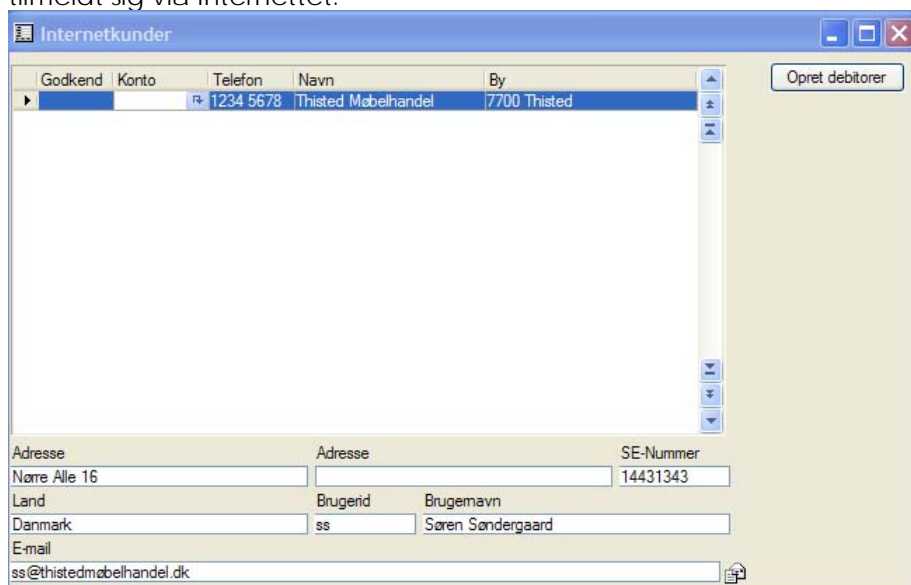 tilmeldt sig via Internettet.
Internetkunder
Godkend Konto Telefon Navn By
Opret debitorer
1234 5678 Thisted Møbelhandel 7700 Thisted
Adresse Adresse SE-Nummer
Nørre Alle 16 14431343
Land Brugerid Brugernavn
Danmark ss Søren Søndergaard
E-mail
ss@thistedmøbelhandel.dk